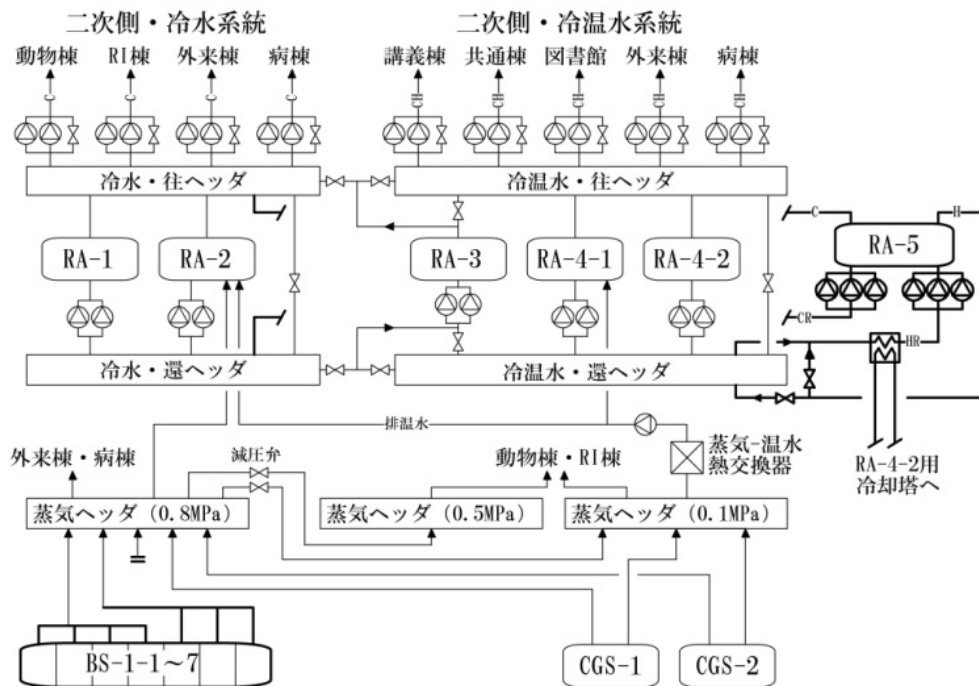 二次側・冷水系統
二次側・冷温水系統
動物棟 RI棟 外来棟 病棟
講義棟 共通棟 図書館 外来棟 病棟
C C C C
CH CH CH CH CH
冷水・往ヘッダ
冷温水・往ヘッダ
C
H
RA-1 RA-2 RA-3 RA-4-1 RA-4-2
RA-5
CR
HR
冷水・還ヘッダ
冷温水・還ヘッダ
排温水
蒸気-温水
熱交換器
RA-4-2用
冷却塔へ
外来棟・病棟
減圧弁
動物棟・RI棟
蒸気ヘッダ(0.8MPa)
蒸気ヘッダ(0.5MPa)
蒸気ヘッダ(0.1MPa)
BS-1-1～7
CGS-1
CGS-2